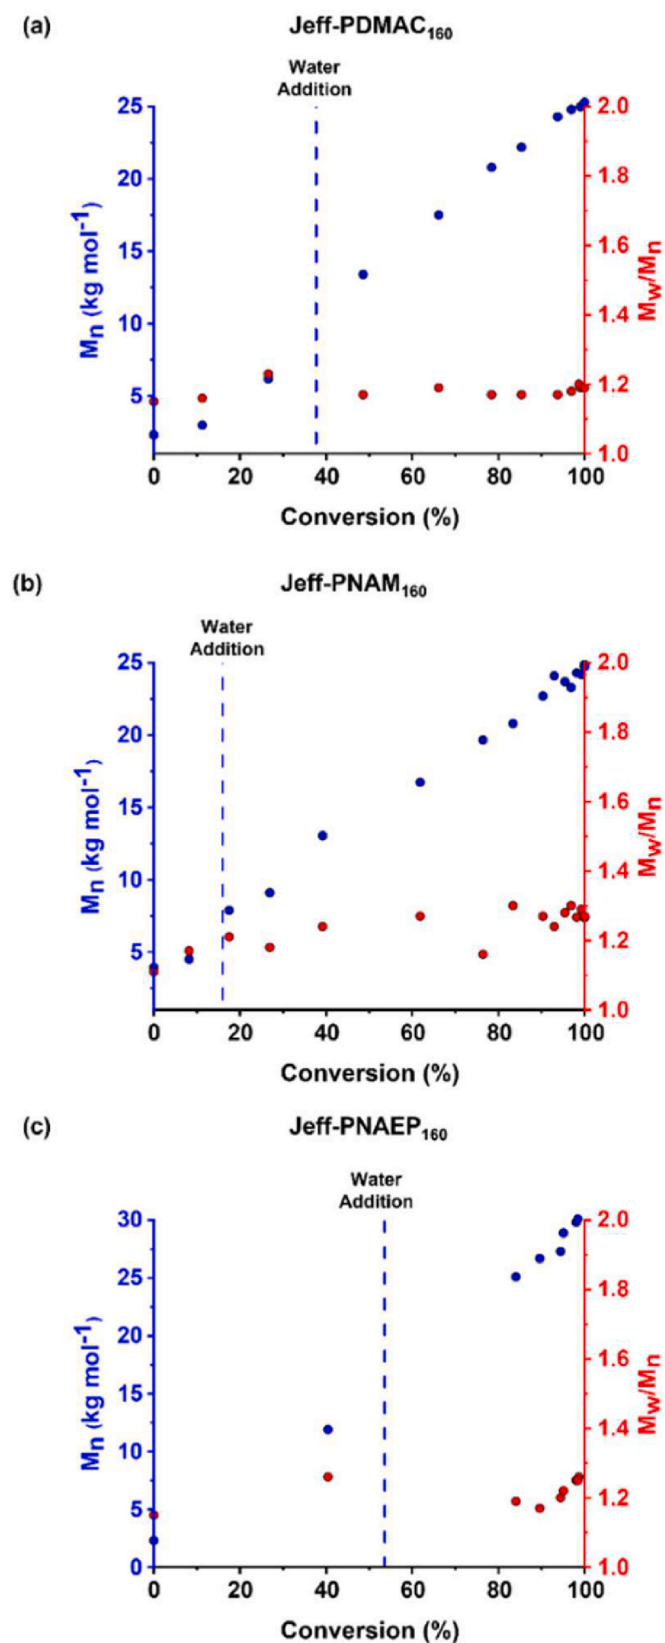 (a) Jeff-PDMAC₁₆₀
Water
Addition
25
20
15
10
5
Mn (kg mol⁻¹)
2.0
1.8
1.6
1.4
1.2
1.0
Mw/Mn
0 20 40 60 80 100
Conversion (%)
(b) Jeff-PNAM₁₆₀
Water
Addition
25
20
15
10
5
Mn (kg mol⁻¹)
2.0
1.8
1.6
1.4
1.2
1.0
Mw/Mn
0 20 40 60 80 100
Conversion (%)
(c) Jeff-PNAEP₁₆₀
Water
Addition
30
25
20
15
10
5
0
Mn (kg mol⁻¹)
2.0
1.8
1.6
1.4
1.2
1.0
Mw/Mn
0 20 40 60 80 100
Conversion (%)